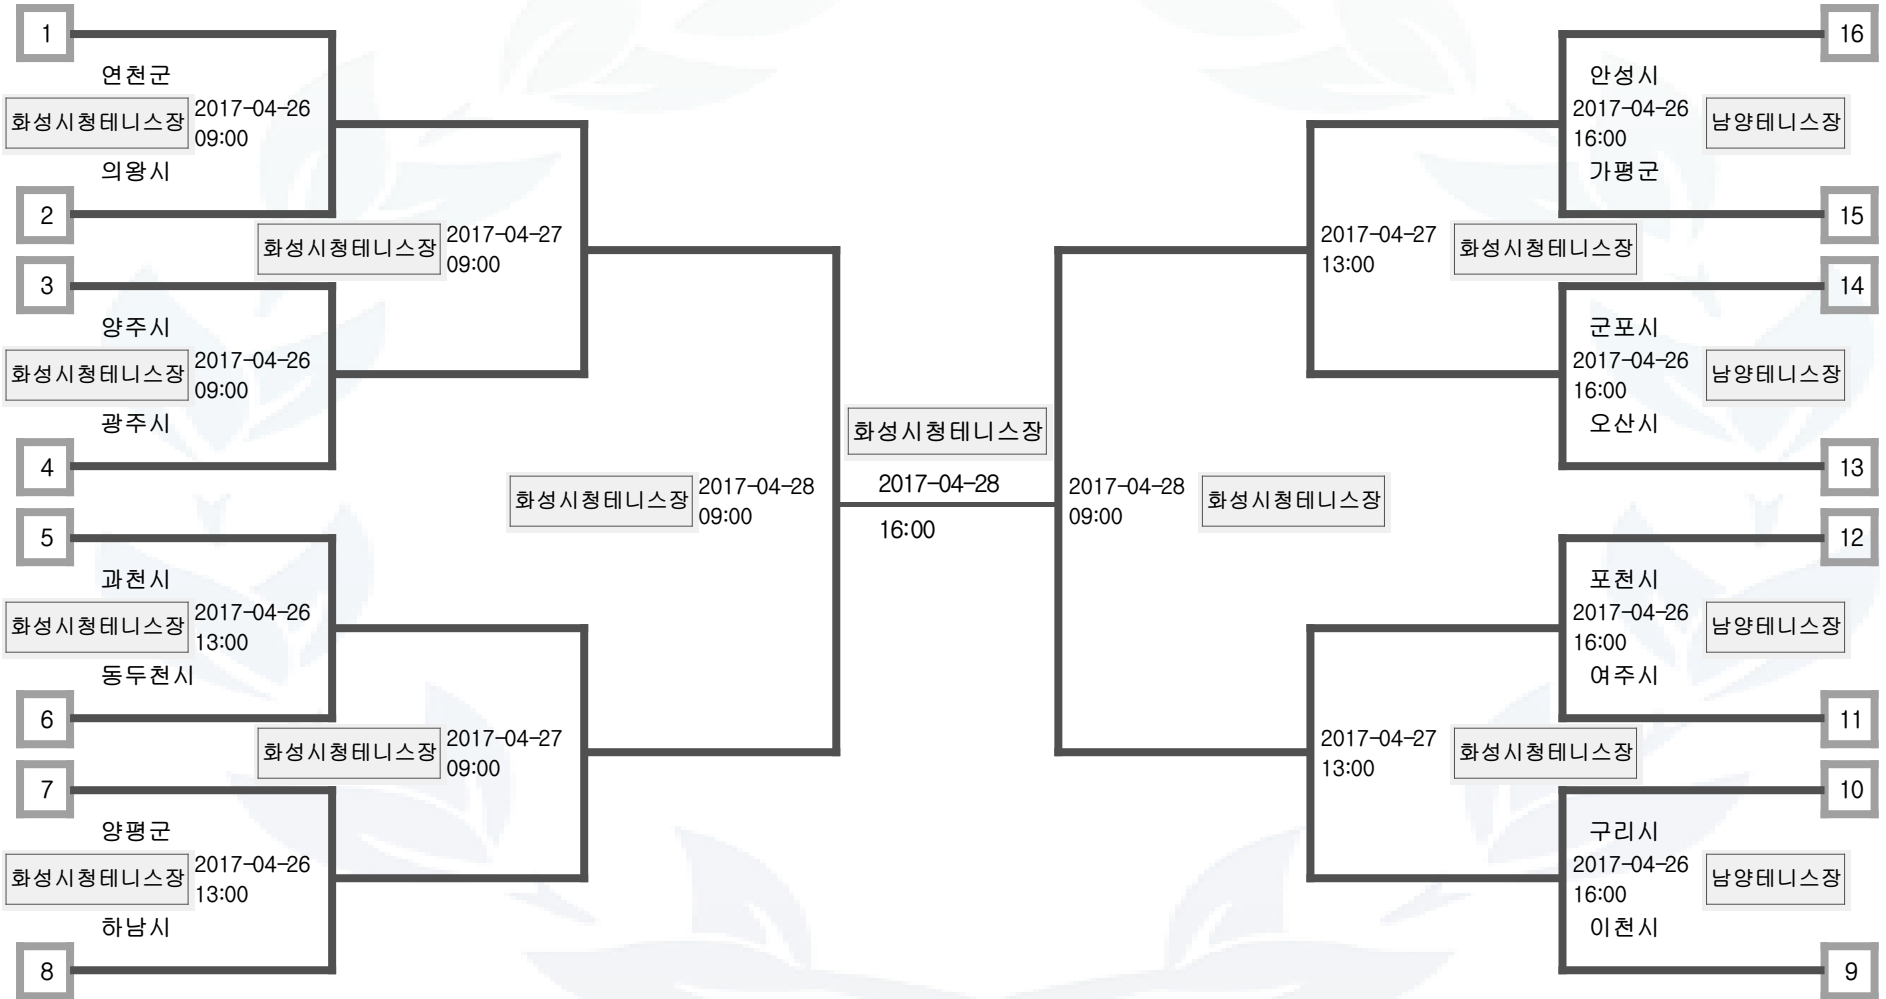 1
연천군
화성시청테니스장
2017-04-26
09:00
의왕시
2
화성시청테니스장
2017-04-27
09:00
3
양주시
화성시청테니스장
2017-04-26
09:00
광주시
4
화성시청테니스장
2017-04-28
09:00
5
과천시
화성시청테니스장
2017-04-26
13:00
동두천시
6
화성시청테니스장
2017-04-27
09:00
7
양평군
화성시청테니스장
2017-04-26
13:00
하남시
8
화성시청테니스장
2017-04-28
16:00
16
안성시
2017-04-26
16:00
남양테니스장
가평군
15
2017-04-27
13:00
화성시청테니스장
14
군포시
2017-04-26
16:00
남양테니스장
오산시
13
2017-04-28
09:00
화성시청테니스장
12
포천시
2017-04-26
16:00
남양테니스장
여주시
11
2017-04-27
13:00
화성시청테니스장
10
구리시
2017-04-26
16:00
남양테니스장
이천시
9